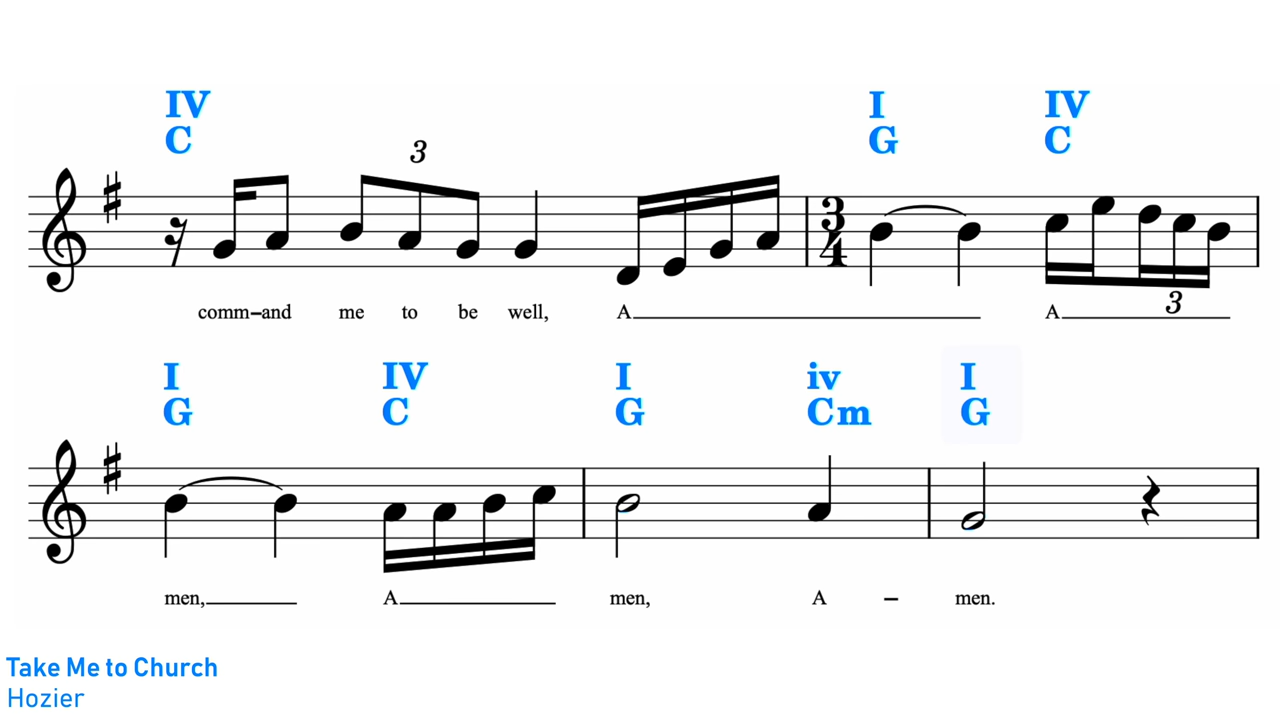 IV I IV
C G C
3
3
4
comm–and me to be well, A A
3
I IV I iv I
G C G Cm G
men, A men, A – men.
Take Me to Church
Hozier